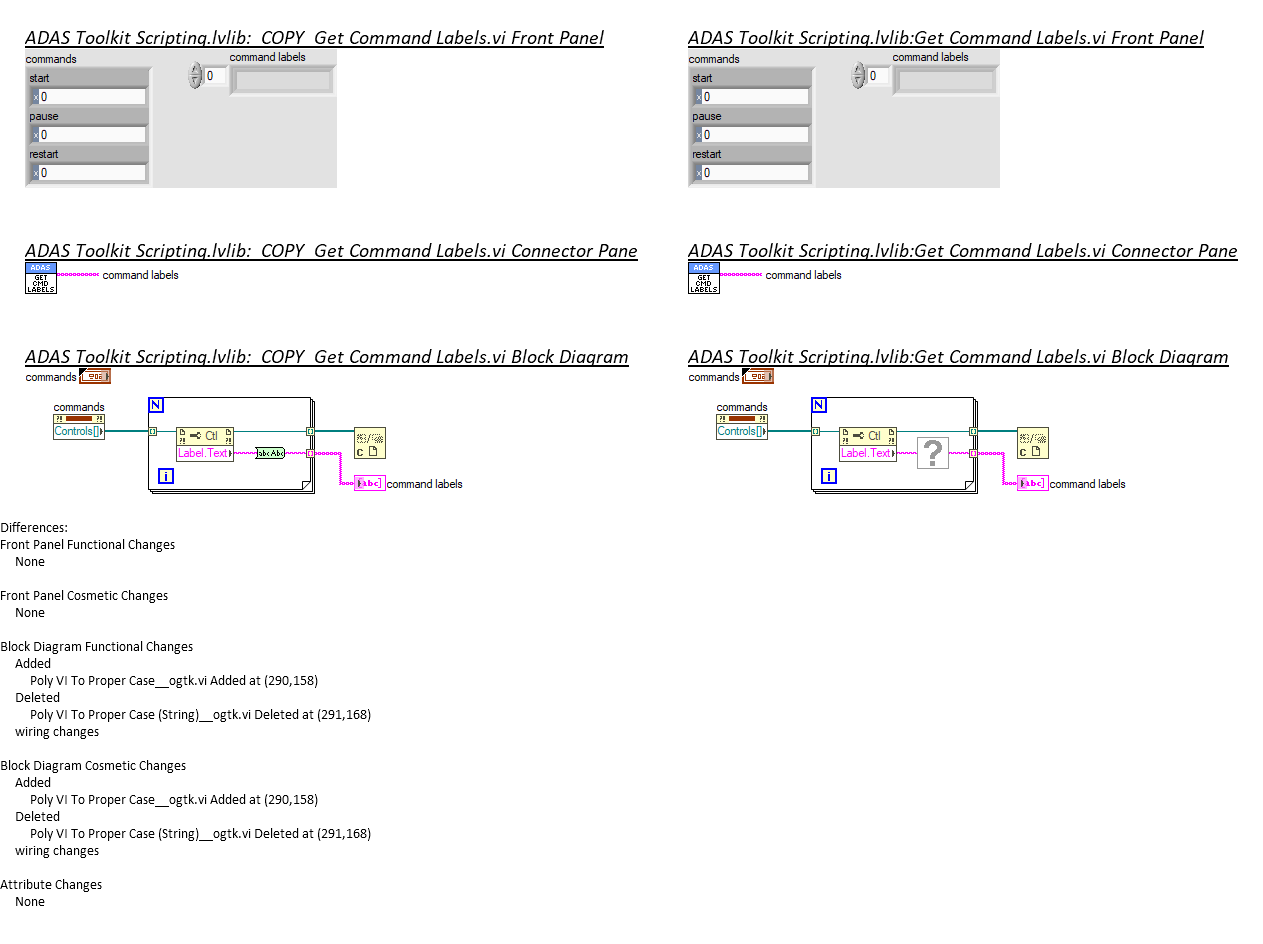 ADAS Toolkit Scripting.lvlib:  COPY  Get Command Labels.vi Front Panel
commands
start
x 0
pause
x 0
restart
x 0
0
command labels
ADAS Toolkit Scripting.lvlib:Get Command Labels.vi Front Panel
commands
start
x 0
pause
x 0
restart
x 0
0
command labels
ADAS Toolkit Scripting.lvlib:  COPY  Get Command Labels.vi Connector Pane
ADAS
GET
CMD
LABELS
command labels
ADAS Toolkit Scripting.lvlib:Get Command Labels.vi Connector Pane
ADAS
GET
CMD
LABELS
command labels
ADAS Toolkit Scripting.lvlib:  COPY  Get Command Labels.vi Block Diagram
commands
commands
?! ?!
Controls[]
N
Ctl
?! ?!
Label.Text
abc Abc
i
?!
C
abc
command labels
ADAS Toolkit Scripting.lvlib:Get Command Labels.vi Block Diagram
commands
commands
?! ?!
Controls[]
N
Ctl
?! ?!
Label.Text
?
i
?!
C
abc
command labels
Differences:
Front Panel Functional Changes
None
Front Panel Cosmetic Changes
None
Block Diagram Functional Changes
Added
Poly VI To Proper Case__ogtk.vi Added at (290,158)
Deleted
Poly VI To Proper Case (String)__ogtk.vi Deleted at (291,168)
wiring changes
Block Diagram Cosmetic Changes
Added
Poly VI To Proper Case__ogtk.vi Added at (290,158)
Deleted
Poly VI To Proper Case (String)__ogtk.vi Deleted at (291,168)
wiring changes
Attribute Changes
None